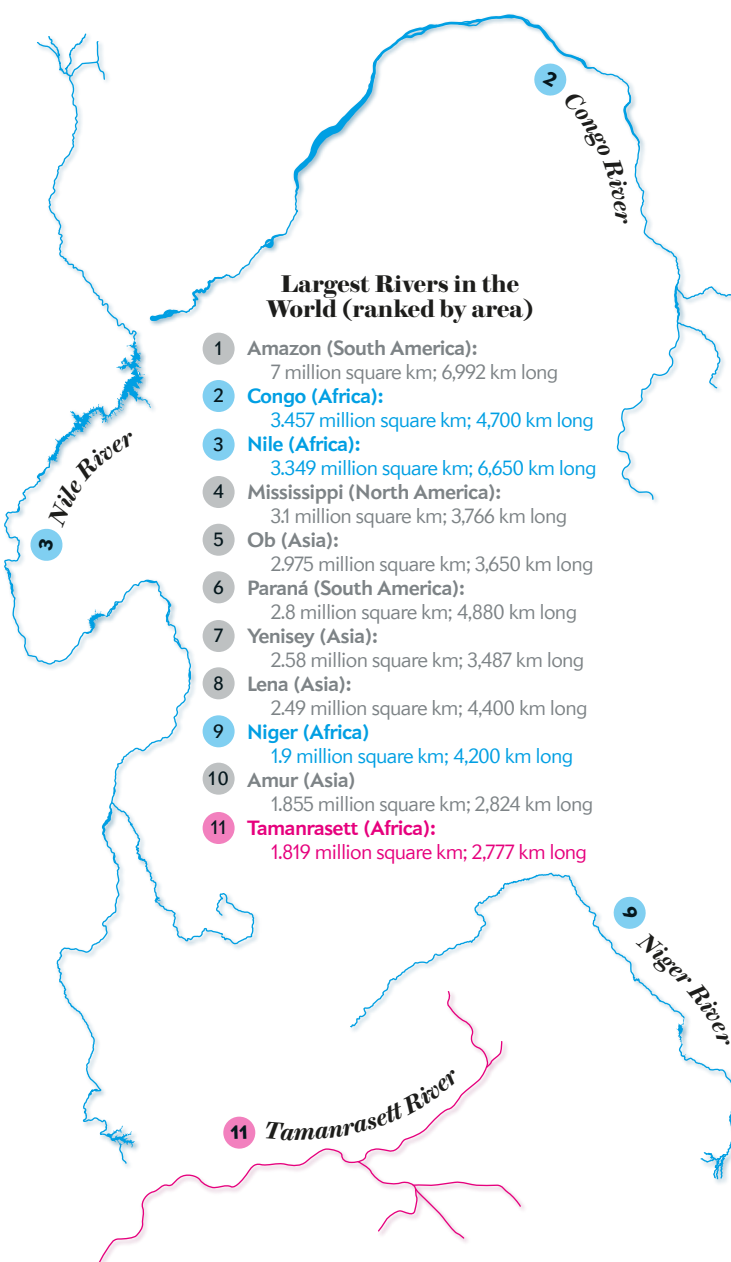 2
Congo River
Largest Rivers in the
World (ranked by area)
1 Amazon (South America):
7 million square km; 6,992 km long
2 Congo (Africa):
3.457 million square km; 4,700 km long
3 Nile (Africa):
3.349 million square km; 6,650 km long
4 Mississippi (North America):
3.1 million square km; 3,766 km long
5 Ob (Asia):
2.975 million square km; 3,650 km long
6 Paraná (South America):
2.8 million square km; 4,880 km long
7 Yenisey (Asia):
2.58 million square km; 3,487 km long
8 Lena (Asia):
2.49 million square km; 4,400 km long
9 Niger (Africa)
1.9 million square km; 4,200 km long
10 Amur (Asia)
1.855 million square km; 2,824 km long
11 Tamanrasett (Africa):
1.819 million square km; 2,777 km long
3 Nile River
9
Niger River
11 Tamanrasett River